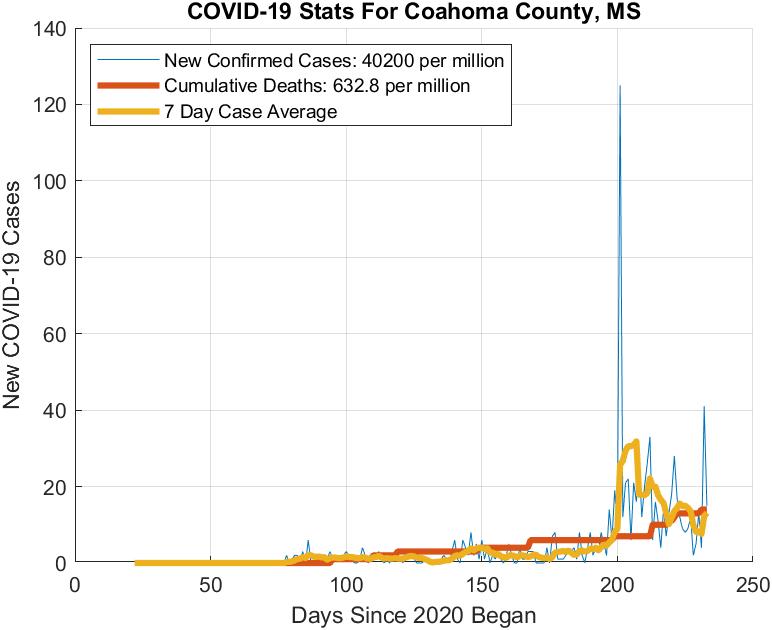 COVID-19 Stats For Coahoma County, MS
New Confirmed Cases: 40200 per million
Cumulative Deaths: 632.8 per million
7 Day Case Average
New COVID-19 Cases
140
120
100
80
60
40
20
0
0 50 100 150 200 250
Days Since 2020 Began